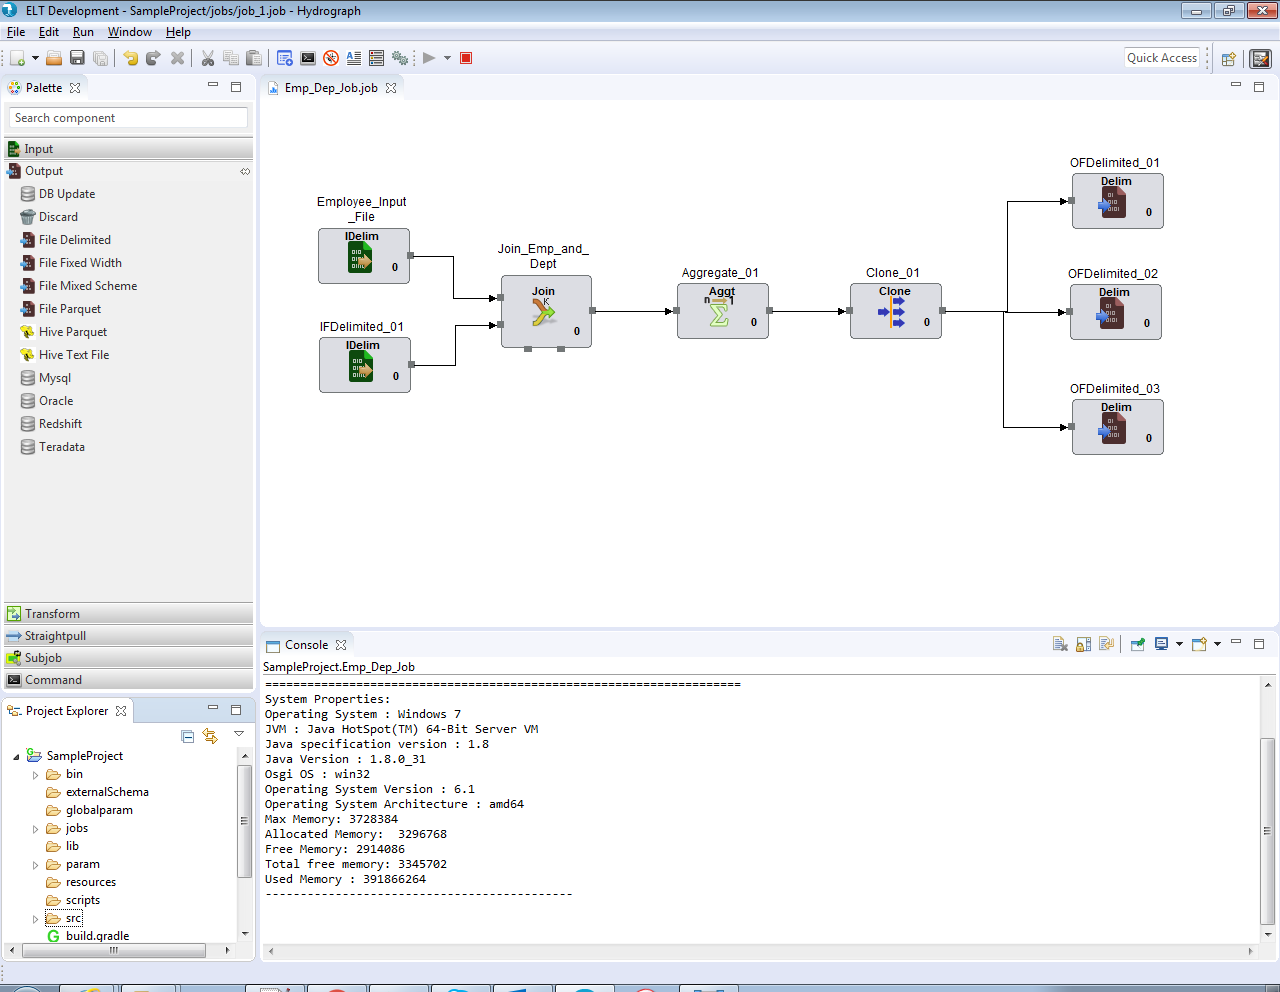 ELT Development - SampleProject/jobs/job_1.job - Hydrograph
File Edit Run Window Help
Quick Access
Palette
Search component
Input
Output
DB Update
Discard
File Delimited
File Fixed Width
File Mixed Scheme
File Parquet
Hive Parquet
Hive Text File
Mysql
Oracle
Redshift
Teradata
Transform
Straightpull
Subjob
Command
Project Explorer
SampleProject
bin
externalSchema
globalparam
jobs
lib
param
resources
scripts
src
build.gradle
Emp_Dep_Job.job
Employee_Input
_File
IDelim
0
IFDelimited_01
IDelim
0
Join_Emp_and_
Dept
Join
0
Aggregate_01
Aggt
0
Clone_01
Clone
0
OFDelimited_01
Delim
0
OFDelimited_02
Delim
0
OFDelimited_03
Delim
0
Console
SampleProject.Emp_Dep_Job
====================================================================
System Properties:
Operating System : Windows 7
JVM : Java HotSpot(TM) 64-Bit Server VM
Java specification version : 1.8
Java Version : 1.8.0_31
Osgi OS : win32
Operating System Version : 6.1
Operating System Architecture : amd64
Max Memory: 3728384
Allocated Memory:  3296768
Free Memory: 2914086
Total free memory: 3345702
Used Memory : 391866264
--------------------------------------------